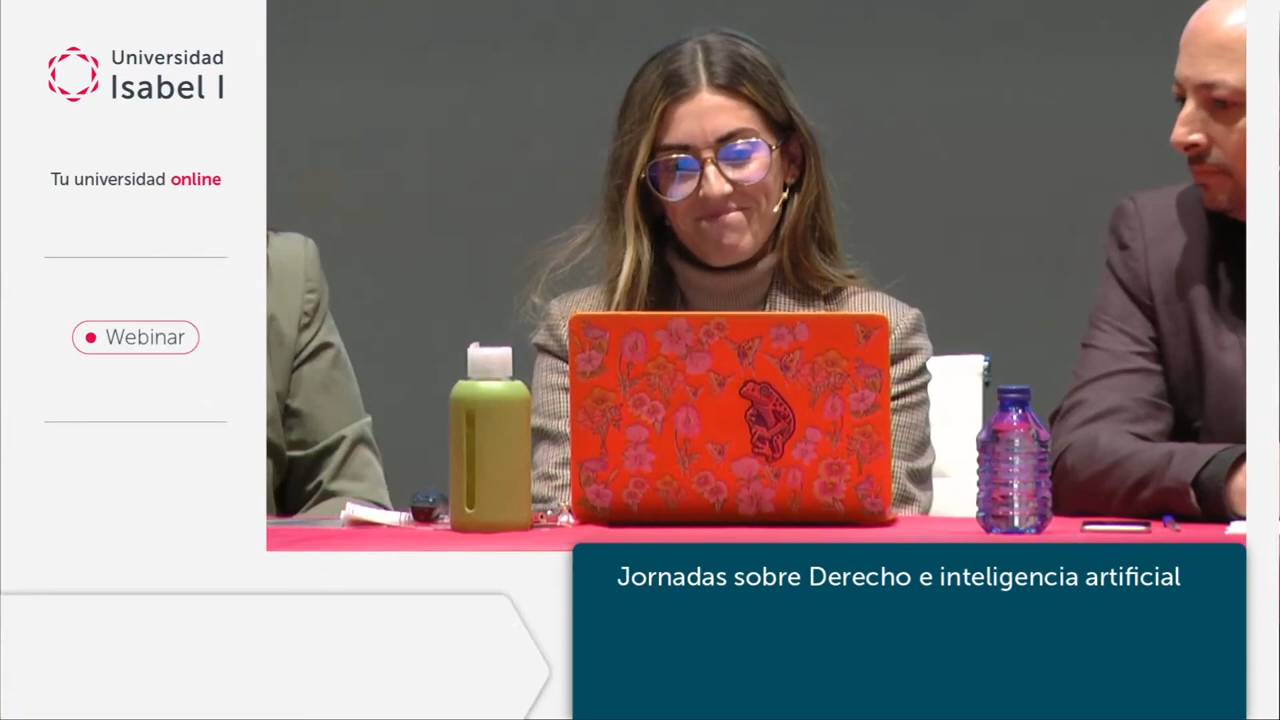 Universidad
Isabel I
Tu universidad online
Webinar
Jornadas sobre Derecho e inteligencia artificial